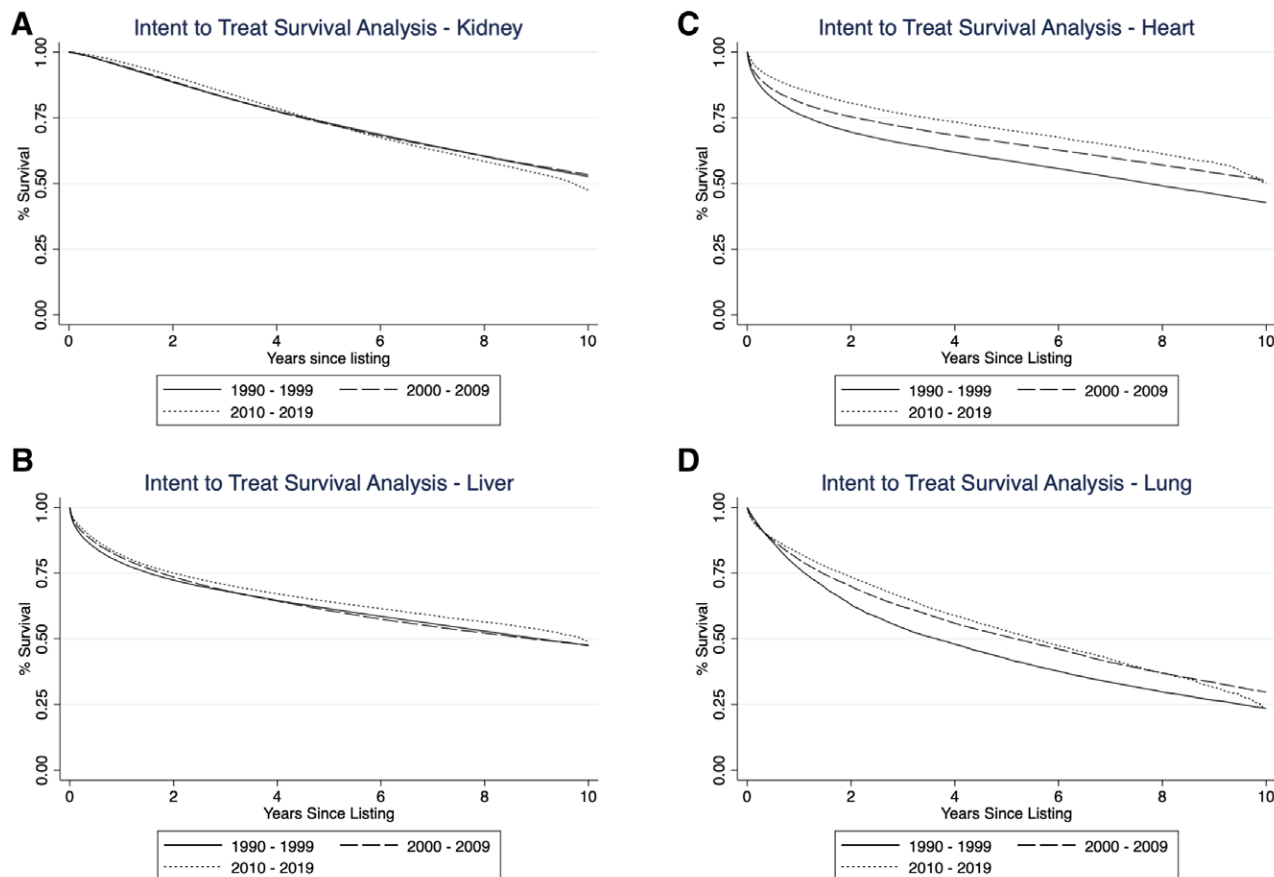 A
Intent to Treat Survival Analysis - Kidney
% Survival
1.00
0.75
0.50
0.25
0.00
0 2 4 6 8 10
Years since listing
1990 - 1999 2000 - 2009
2010 - 2019
B
Intent to Treat Survival Analysis - Liver
% Survival
1.00
0.75
0.50
0.25
0.00
0 2 4 6 8 10
Years Since Listing
1990 - 1999 2000 - 2009
2010 - 2019
C
Intent to Treat Survival Analysis - Heart
% Survival
1.00
0.75
0.50
0.25
0.00
0 2 4 6 8 10
Years Since Listing
1990 - 1999 2000 - 2009
2010 - 2019
D
Intent to Treat Survival Analysis - Lung
% Survival
1.00
0.75
0.50
0.25
0.00
0 2 4 6 8 10
Years Since Listing
1990 - 1999 2000 - 2009
2010 - 2019